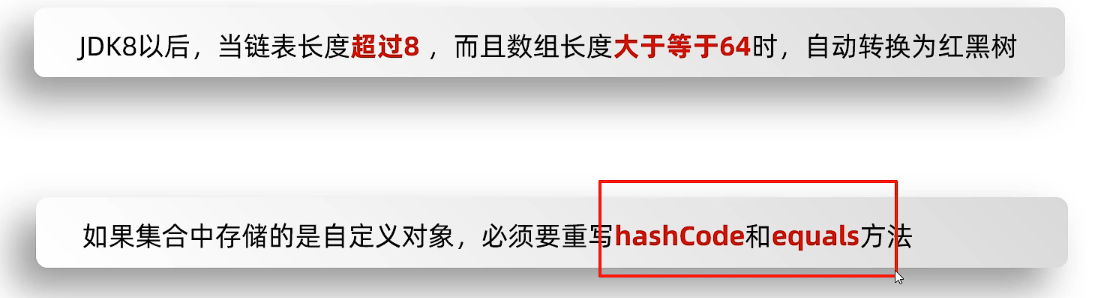 JDK8以后，当链表长度超过8 ，而且数组长度大于等于64时，自动转换为红黑树
如果集合中存储的是自定义对象，必须要重写hashCode和equals方法